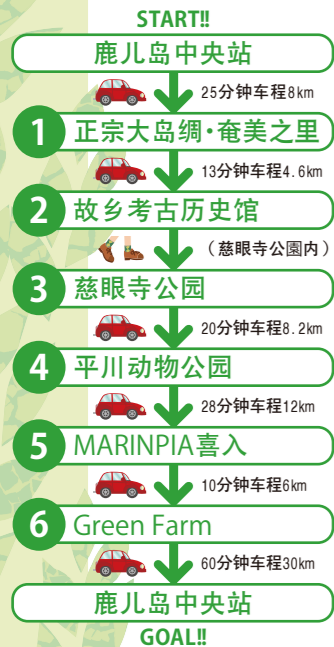 START!!
鹿儿岛中央站
25分钟车程8km
1 正宗大岛绸·奄美之里
13分钟车程4.6km
2 故乡考古历史馆
（慈眼寺公園内）
3 慈眼寺公园
20分钟车程8.2km
4 平川动物公园
28分钟车程12km
5 MARINPIA喜入
10分钟车程6km
6 Green Farm
60分钟车程30km
鹿儿岛中央站
GOAL!!